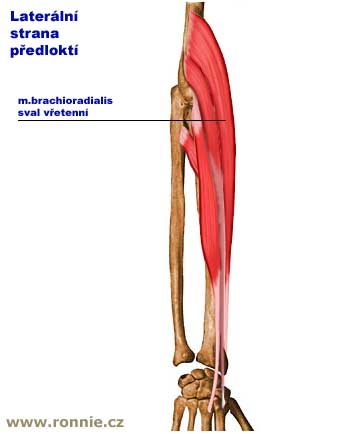 Laterální
strana
předloktí
m.brachioradialis
sval vřetenní
www.ronnie.cz